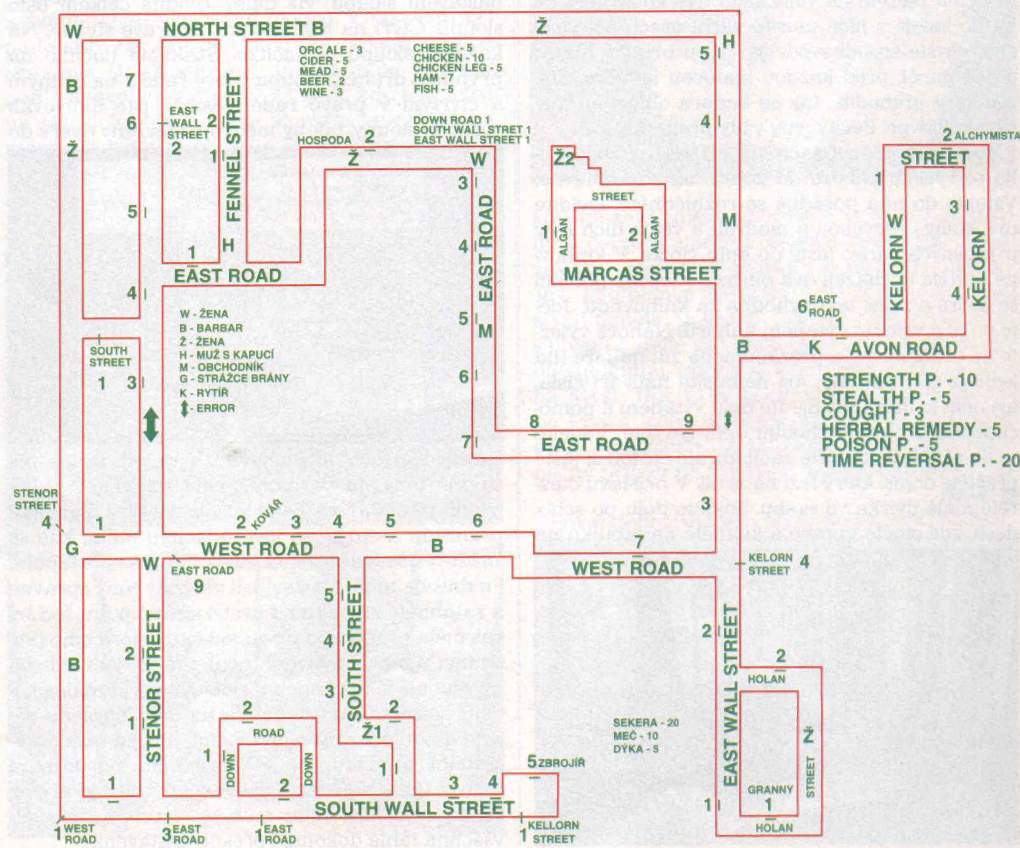 W
NORTH STREET B
ORC ALE - 3
CIDER - 5
MEAD - 5
BEER - 2
WINE - 3
CHEESE - 5
CHICKEN - 10
CHICKEN LEG - 5
HAM - 7
FISH - 5
B
7
6
EAST
WALL
STREET
2
2
1
FENNEL STREET
HOSPODA
2
DOWN ROAD 1
SOUTH WALL STRET 1
EAST WALL STREET 1
Ž
Ž
W
5
1
H
EAST ROAD
4
3
4
5
M
6
7
EAST ROAD
W - ŽENA
B - BARBAR
Ž - ŽENA
H - MUŽ S KAPUCÍ
M - OBCHODNÍK
G - STRÁŽCE BRÁNY
K - RYTÍŘ
- ERROR
SOUTH
STREET
1
3
Ž
H
5
4
Ž2
STREET
1
ALGAN
2
ALGAN
MARCAS STREET
M
B
2 ALCHYMISTA
STREET
1
3
W
KELORN
4
KELORN
6 EAST
ROAD
1
K
AVON ROAD
STRENGTH P. - 10
STEALTH P. - 5
COUGHT - 3
HERBAL REMEDY - 5
POISON P. - 5
TIME REVERSAL P. - 20
8
EAST ROAD
9
STENOR
STREET
4
1
2
KOVÁŘ
3
4
5
6
3
G
WEST ROAD
B
7
WEST ROAD
W
EAST ROAD
9
KELORN
STREET 4
B
2
1
STENOR STREET
5
4
3
SOUTH STREET
2
ROAD
1
DOWN
DOWN
2
Ž1
2
1
1
3
4
5 ZBROJÍŘ
SOUTH WALL STREET
1 WEST
ROAD
3 EAST
ROAD
1 EAST
ROAD
1 KELLORN
STREET
SEKERA - 20
MEČ - 10
DÝKA - 5
2
1
EAST WALL STREET
2
HOLAN
Ž
STREET
GRANNY
1
HOLAN